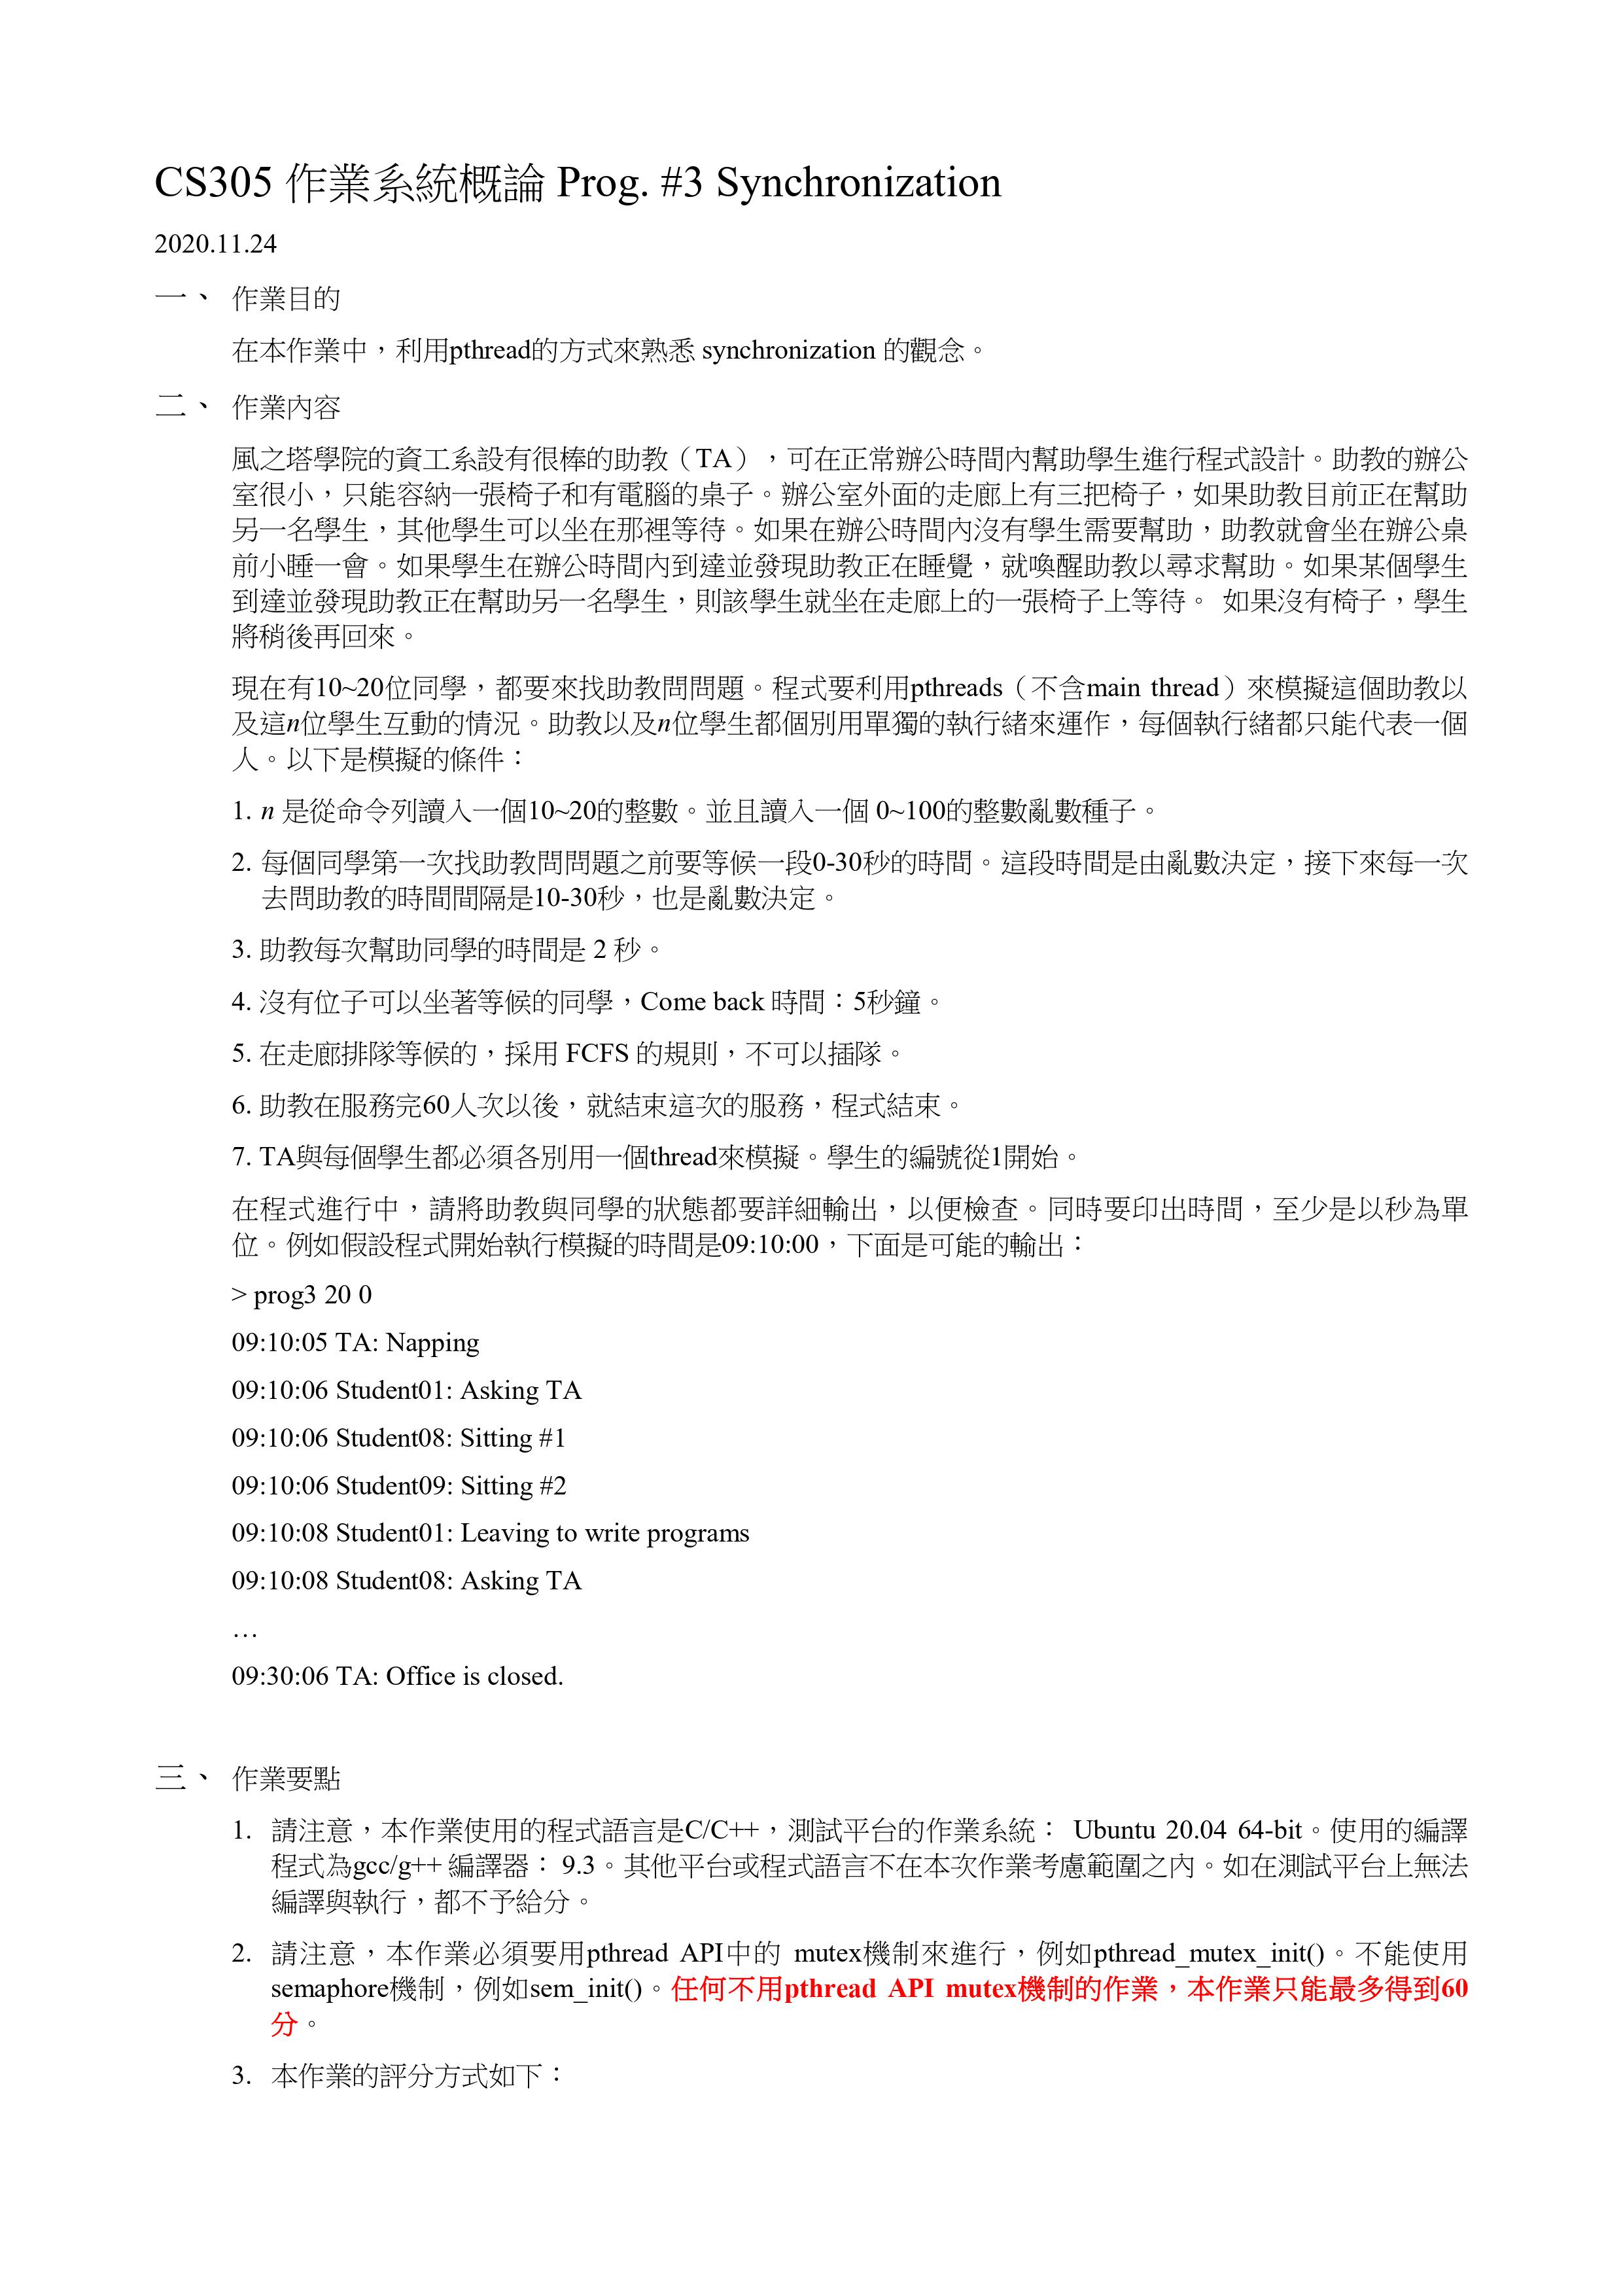 CS305 作業系統概論 Prog. #3 Synchronization
2020.11.24
一、 作業目的
在本作業中，利用pthread的方式來熟悉 synchronization 的觀念。
二、 作業內容
風之塔學院的資工系設有很棒的助教（TA），可在正常辦公時間內幫助學生進行程式設計。助教的辦公
室很小，只能容納一張椅子和有電腦的桌子。辦公室外面的走廊上有三把椅子，如果助教目前正在幫助
另一名學生，其他學生可以坐在那裡等待。如果在辦公時間內沒有學生需要幫助，助教就會坐在辦公桌
前小睡一會。如果學生在辦公時間內到達並發現助教正在睡覺，就喚醒助教以尋求幫助。如果某個學生
到達並發現助教正在幫助另一名學生，則該學生就坐在走廊上的一張椅子上等待。 如果沒有椅子，學生
將稍後再回來。
現在有10~20位同學，都要來找助教問問題。程式要利用pthreads（不含main thread）來模擬這個助教以
及這n位學生互動的情況。助教以及n位學生都個別用單獨的執行緒來運作，每個執行緒都只能代表一個
人。以下是模擬的條件：
1. n 是從命令列讀入一個10~20的整數。並且讀入一個 0~100的整數亂數種子。
2. 每個同學第一次找助教問問題之前要等候一段0-30秒的時間。這段時間是由亂數決定，接下來每一次
去問助教的時間間隔是10-30秒，也是亂數決定。
3. 助教每次幫助同學的時間是 2 秒。
4. 沒有位子可以坐著等候的同學，Come back 時間：5秒鐘。
5. 在走廊排隊等候的，採用 FCFS 的規則，不可以插隊。
6. 助教在服務完60人次以後，就結束這次的服務，程式結束。
7. TA與每個學生都必須各別用一個thread來模擬。學生的編號從1開始。
在程式進行中，請將助教與同學的狀態都要詳細輸出，以便檢查。同時要印出時間，至少是以秒為單
位。例如假設程式開始執行模擬的時間是09:10:00，下面是可能的輸出：
> prog3 20 0
09:10:05 TA: Napping
09:10:06 Student01: Asking TA
09:10:06 Student08: Sitting #1
09:10:06 Student09: Sitting #2
09:10:08 Student01: Leaving to write programs
09:10:08 Student08: Asking TA
…
09:30:06 TA: Office is closed.
三、 作業要點
1. 請注意，本作業使用的程式語言是C/C++，測試平台的作業系統： Ubuntu 20.04 64-bit。使用的編譯
程式為gcc/g++ 編譯器： 9.3。其他平台或程式語言不在本次作業考慮範圍之內。如在測試平台上無法
編譯與執行，都不予給分。
2. 請注意，本作業必須要用pthread API中的 mutex機制來進行，例如pthread_mutex_init()。不能使用
semaphore機制，例如sem_init()。任何不用pthread API mutex機制的作業，本作業只能最多得到60
分。
3. 本作業的評分方式如下：